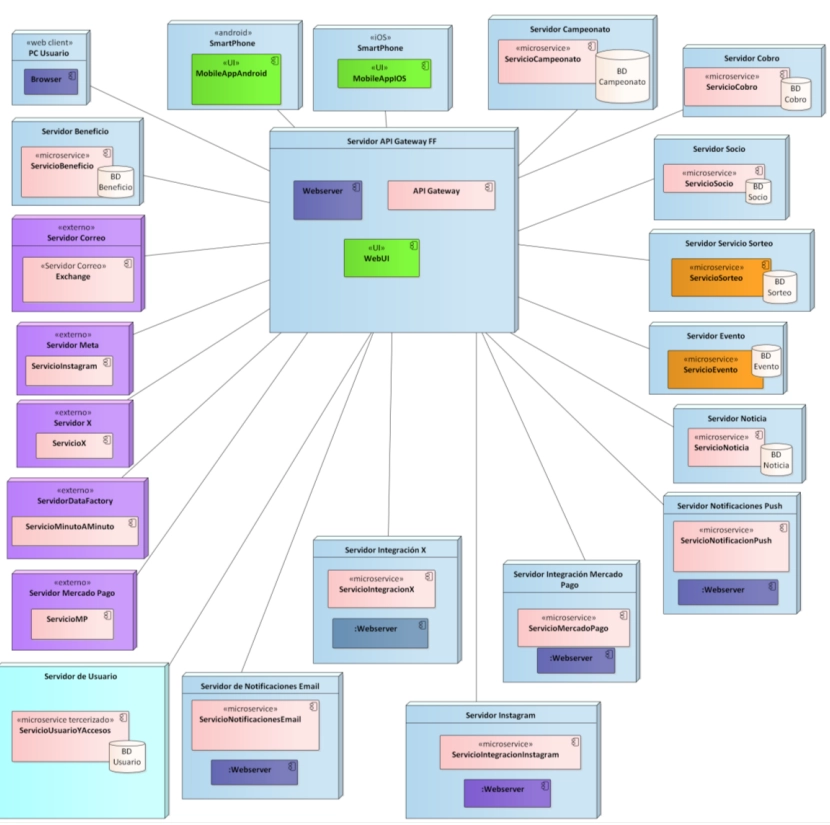 «web client»
PC Usuario
Browser
«android»
SmartPhone
«UI»
MobileAppAndroid
«iOS»
SmartPhone
«UI»
MobileAppIOS
Servidor Campeonato
«microservice»
ServicioCampeonato
BD
Campeonato
Servidor Cobro
«microservice»
ServicioCobro
BD
Cobro
Servidor Beneficio
«microservice»
ServicioBeneficio
BD
Beneficio
Servidor API Gateway FF
Webserver
API Gateway
«UI»
WebUI
Servidor Socio
«microservice»
ServicioSocio
BD
Socio
«externo»
Servidor Correo
«Servidor Correo»
Exchange
Servidor Servicio Sorteo
«microservice»
ServicioSorteo
BD
Sorteo
«externo»
Servidor Meta
ServicioInstagram
Servidor Evento
«microservice»
ServicioEvento
BD
Evento
«externo»
Servidor X
ServicioX
Servidor Noticia
«microservice»
ServicioNoticia
BD
Noticia
«externo»
ServidorDataFactory
ServicioMinutoAMinuto
Servidor Notificaciones Push
«microservice»
ServicioNotificacionPush
:Webserver
«externo»
Servidor Mercado Pago
ServicioMP
Servidor Integración X
«microservice»
ServicioIntegracionX
:Webserver
Servidor Integración Mercado
Pago
«microservice»
ServicioMercadoPago
:Webserver
Servidor de Usuario
«microservice tercerizado»
ServicioUsuarioYAccesos
BD
Usuario
Servidor de Notificaciones Email
«microservice»
ServicioNotificacionesEmail
:Webserver
Servidor Instagram
«microservice»
ServicioIntegracionInstagram
:Webserver